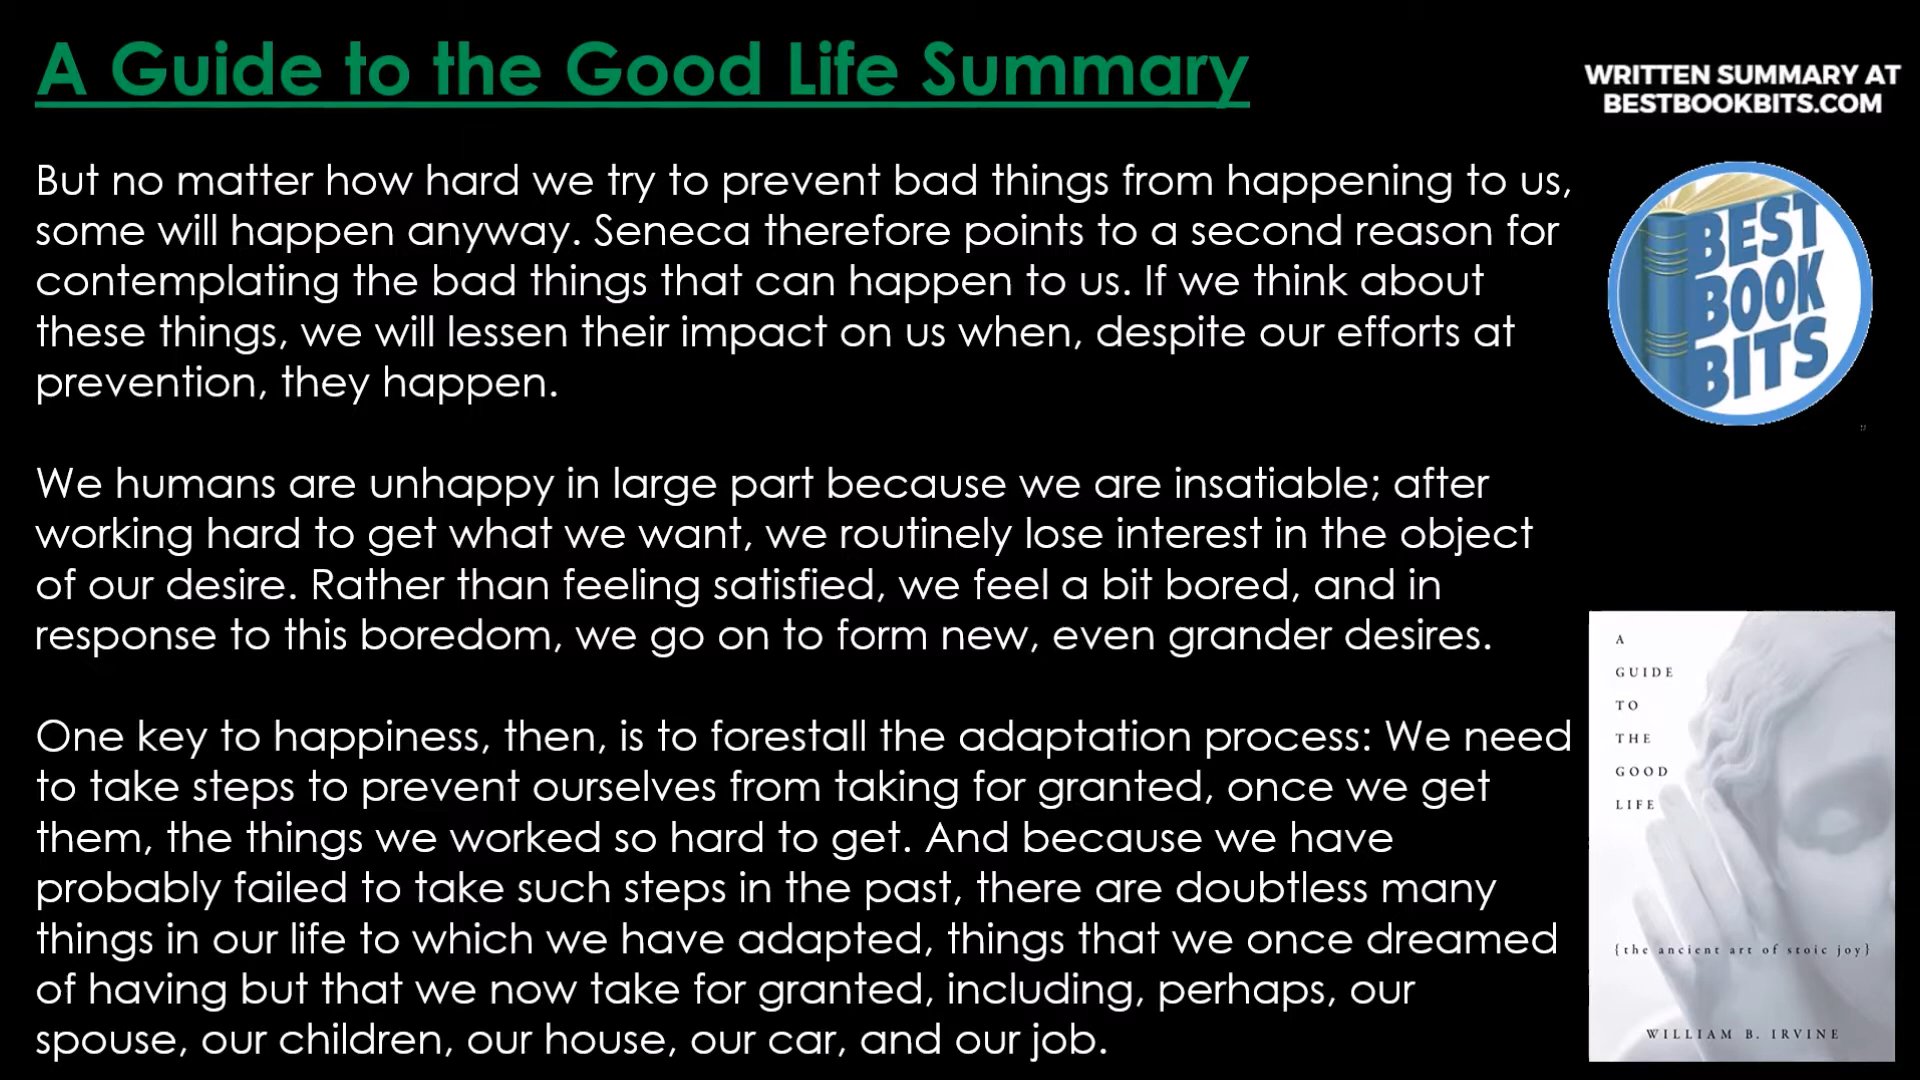 A Guide to the Good Life Summary
WRITTEN SUMMARY AT
BESTBOOKBITS.COM
But no matter how hard we try to prevent bad things from happening to us,
some will happen anyway. Seneca therefore points to a second reason for
contemplating the bad things that can happen to us. If we think about
these things, we will lessen their impact on us when, despite our efforts at
prevention, they happen.
We humans are unhappy in large part because we are insatiable; after
working hard to get what we want, we routinely lose interest in the object
of our desire. Rather than feeling satisfied, we feel a bit bored, and in
response to this boredom, we go on to form new, even grander desires.
One key to happiness, then, is to forestall the adaptation process: We need
to take steps to prevent ourselves from taking for granted, once we get
them, the things we worked so hard to get. And because we have
probably failed to take such steps in the past, there are doubtless many
things in our life to which we have adapted, things that we once dreamed
of having but that we now take for granted, including, perhaps, our
spouse, our children, our house, our car, and our job.
BEST
BOOK
BITS
A
GUIDE
TO
THE
GOOD
LIFE
{the ancient art of stoic joy}
WILLIAM B. IRVINE